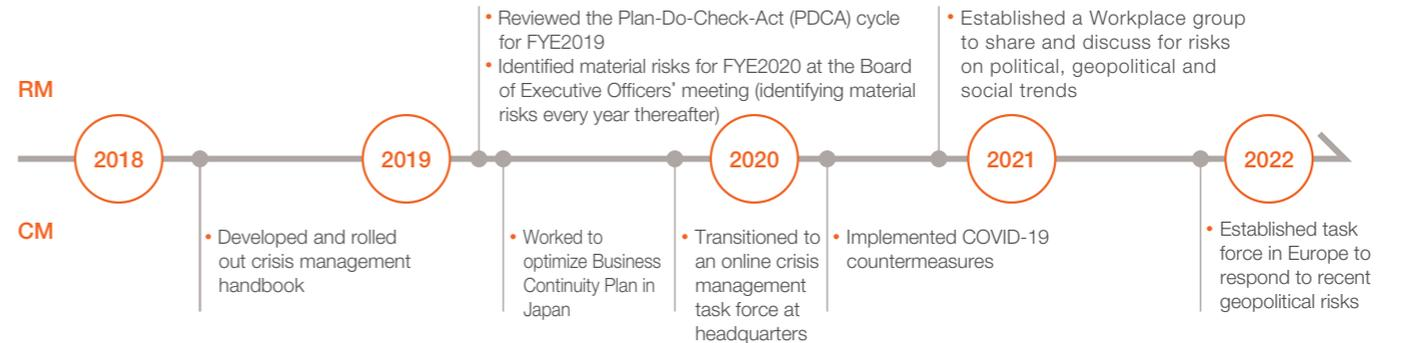 • Reviewed the Plan-Do-Check-Act (PDCA) cycle
for FYE2019
• Identified material risks for FYE2020 at the Board
of Executive Officers' meeting (identifying material
risks every year thereafter)
• Established a Workplace group
to share and discuss for risks
on political, geopolitical and
social trends
RM
2018
2019
2020
2021
2022
CM
• Developed and rolled
out crisis management
handbook
• Worked to
optimize Business
Continuity Plan in
Japan
• Transitioned to
an online crisis
management
task force at
headquarters
• Implemented COVID-19
countermeasures
• Established task
force in Europe to
respond to recent
geopolitical risks